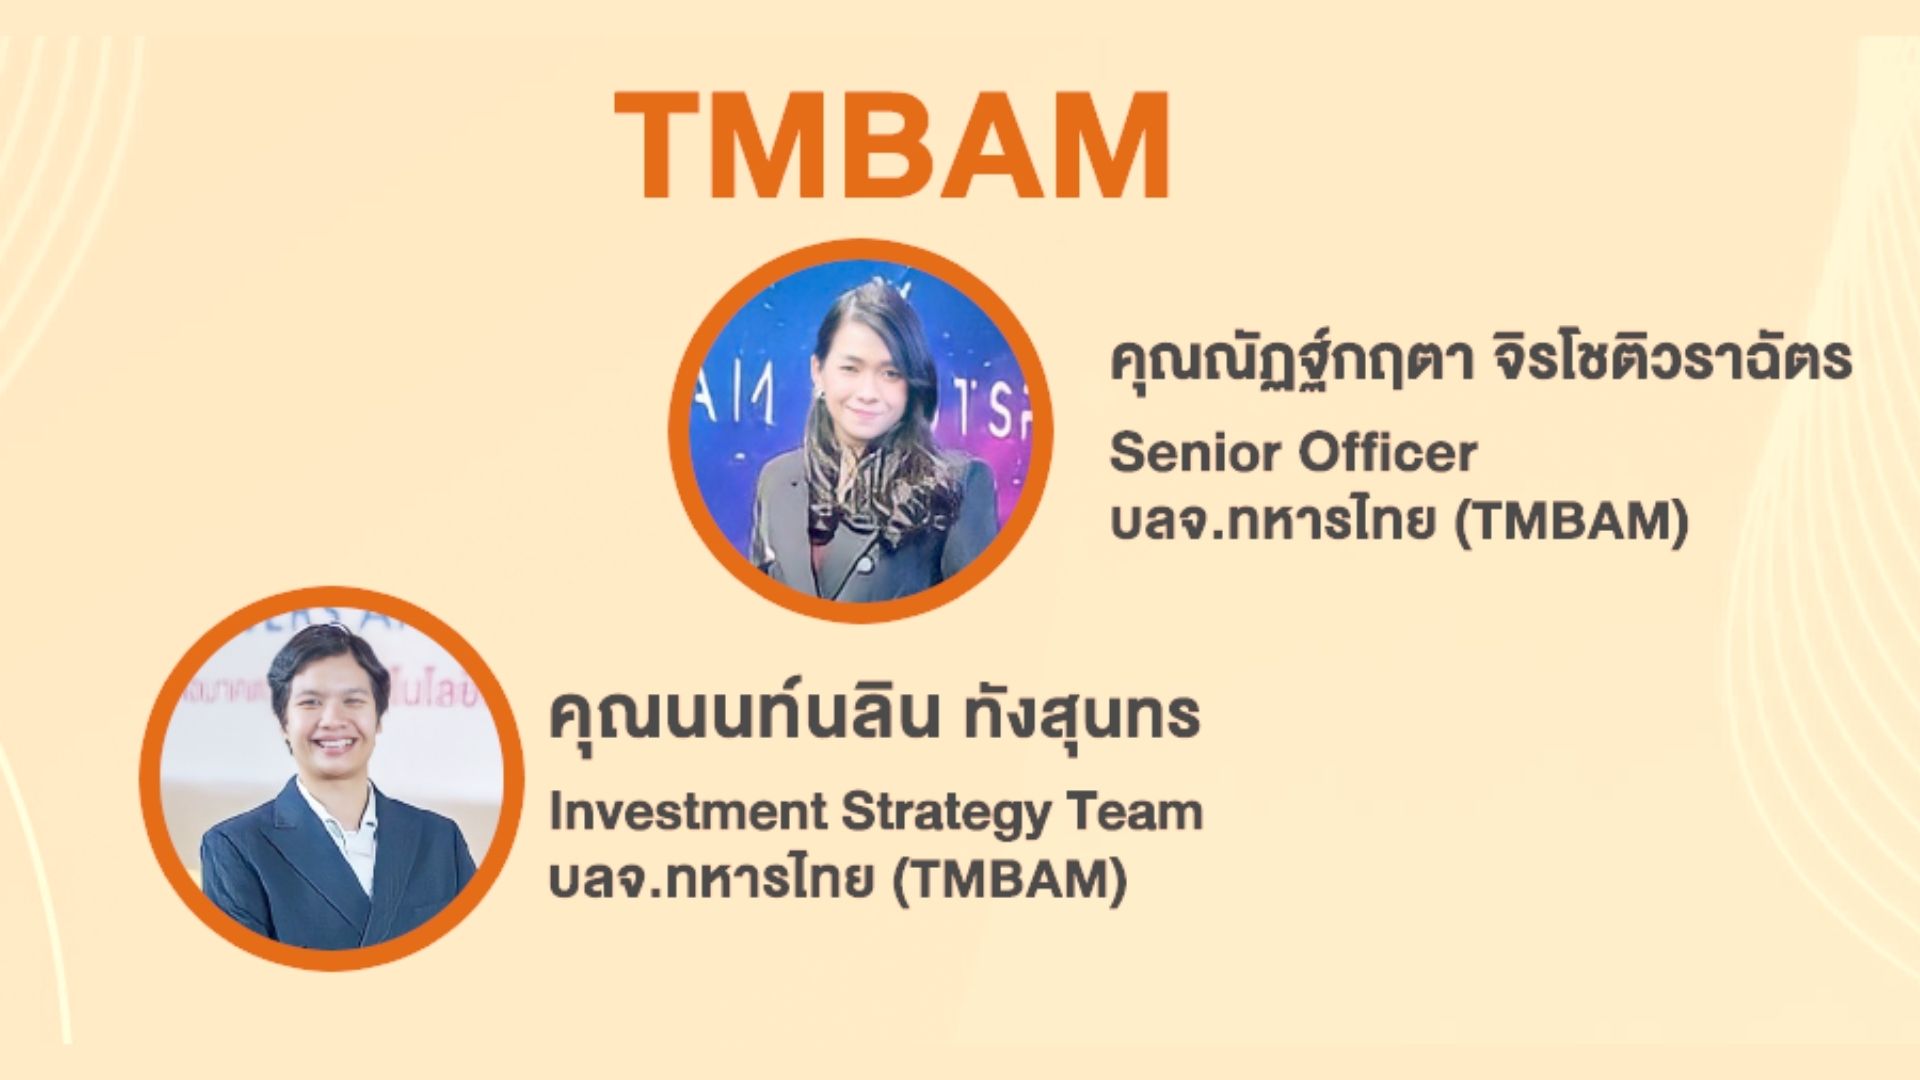 TMBAM
คุณณัฏฐ์กฤตา จิรโชติวราฉัตร
Senior Officer
บลจ.ทหารไทย (TMBAM)
คุณนนท์นลิน ทังสุนทร
Investment Strategy Team
บลจ.ทหารไทย (TMBAM)